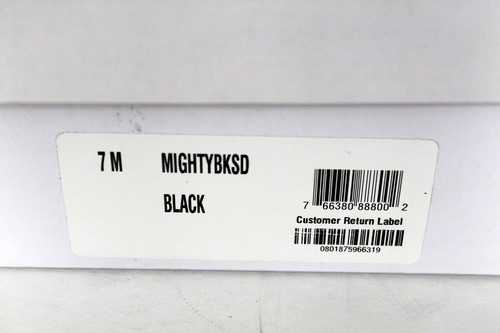 7 M MIGHTYBKSD
BLACK
7 66380 88800 2
Customer Return Label
0801875966319